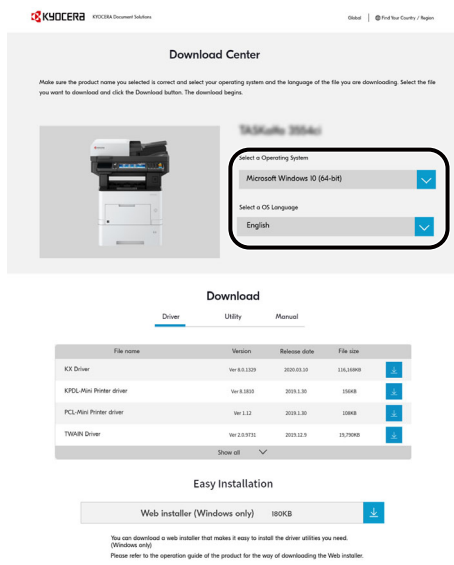 KYOCERA KYOCERA Document Solutions Global Find Your Country / Region
Download Center
Make sure the product name you selected is correct and select your operating system and the language of the file you are downloading. Select the file
you want to download and click the Download button. The download begins.
Select a Operating System
Microsoft Windows 10 (64-bit)
Select a OS Language
English
Download
Driver Utility Manual
File name Version Release date File size
KX Driver Ver 8.0.1329 2020.03.10 116,168KB
KPDL-Mini Printer driver Ver 8.1810 2019.1.30 156KB
PCL-Mini Printer driver Ver 1.12 2019.1.30 108KB
TWAIN Driver Ver 2.0.9731 2019.12.9 19,790KB
Show all
Easy Installation
Web installer (Windows only) 180KB
You can download a web installer that makes it easy to install the driver utilities you need.
(Windows only)
Please refer to the operation guide of the product for the way of downloading the Web installer.